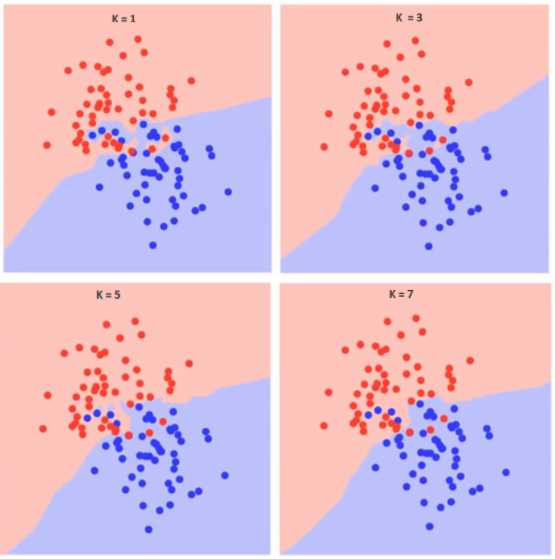 K = 1
K = 3
K = 5
K = 7